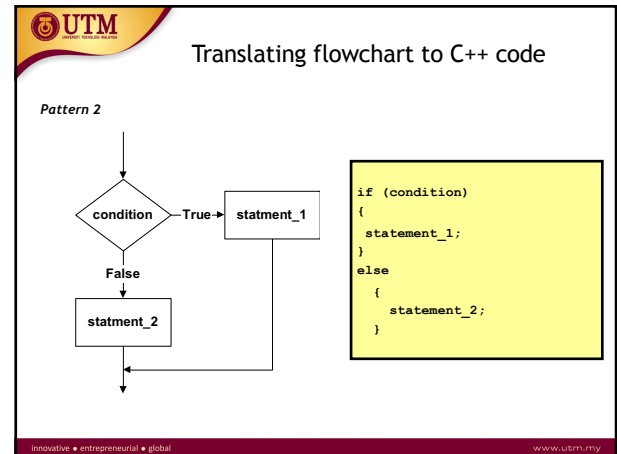 UTM
UNIVERSITI TEKNOLOGI MALAYSIA
Translating flowchart to C++ code
Pattern 2
condition
True
statment_1
False
statment_2
if (condition)
{
statement_1;
}
else
{
statement_2;
}
innovative ● entrepreneurial ● global
www.utm.my